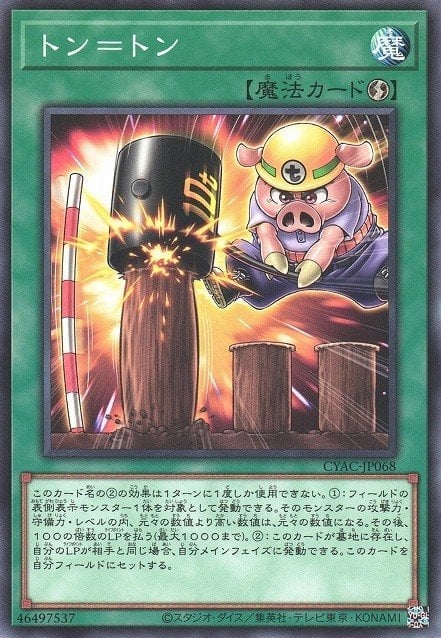 トン=トン
魔
【魔法カード】
10t
t
CYAC-JP068
このカード名の②の効果は1ターンに1度しか使用できない。①:フィールドの
表側表示モンスター1体を対象として発動できる。そのモンスターの攻撃力・
守備力・レベルの内、元々の数値より高い数値は、元々の数値になる。その後、
100の倍数のLPを払う(最大1000まで)。②:このカードが墓地に存在し、
自分のLPが相手と同じ場合、自分メインフェイズに発動できる。このカードを
自分フィールドにセットする。
46497537
©スタジオ・ダイス/集英社・テレビ東京・KONAMI